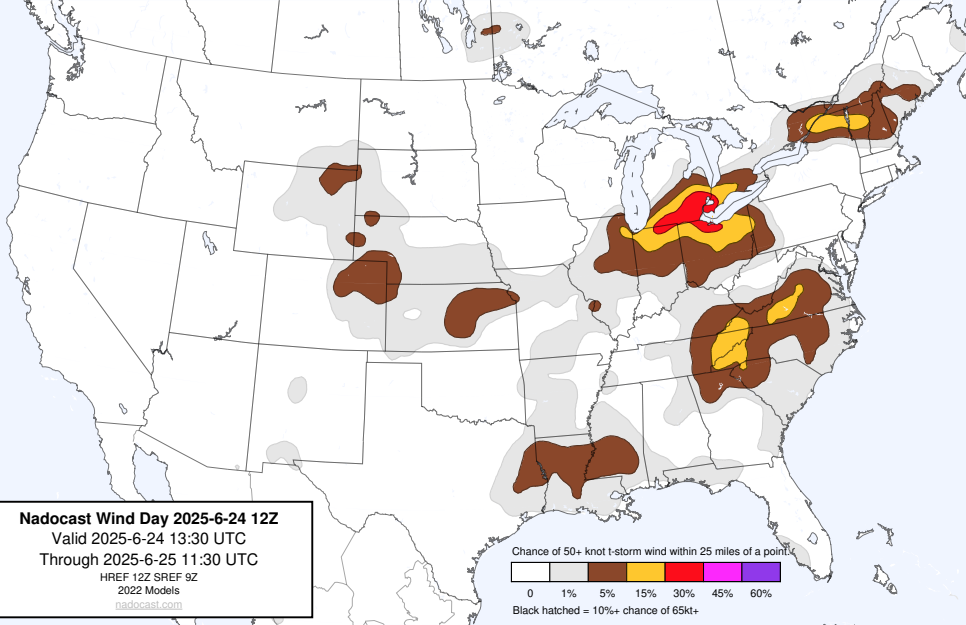 Nadocast Wind Day 2025-6-24 12Z
Valid 2025-6-24 13:30 UTC
Through 2025-6-25 11:30 UTC
HREF 12Z SREF 9Z
2022 Models
nadocast.com
Chance of 50+ knot t-storm wind within 25 miles of a point.
0 1% 5% 15% 30% 45% 60%
Black hatched = 10%+ chance of 65kt+